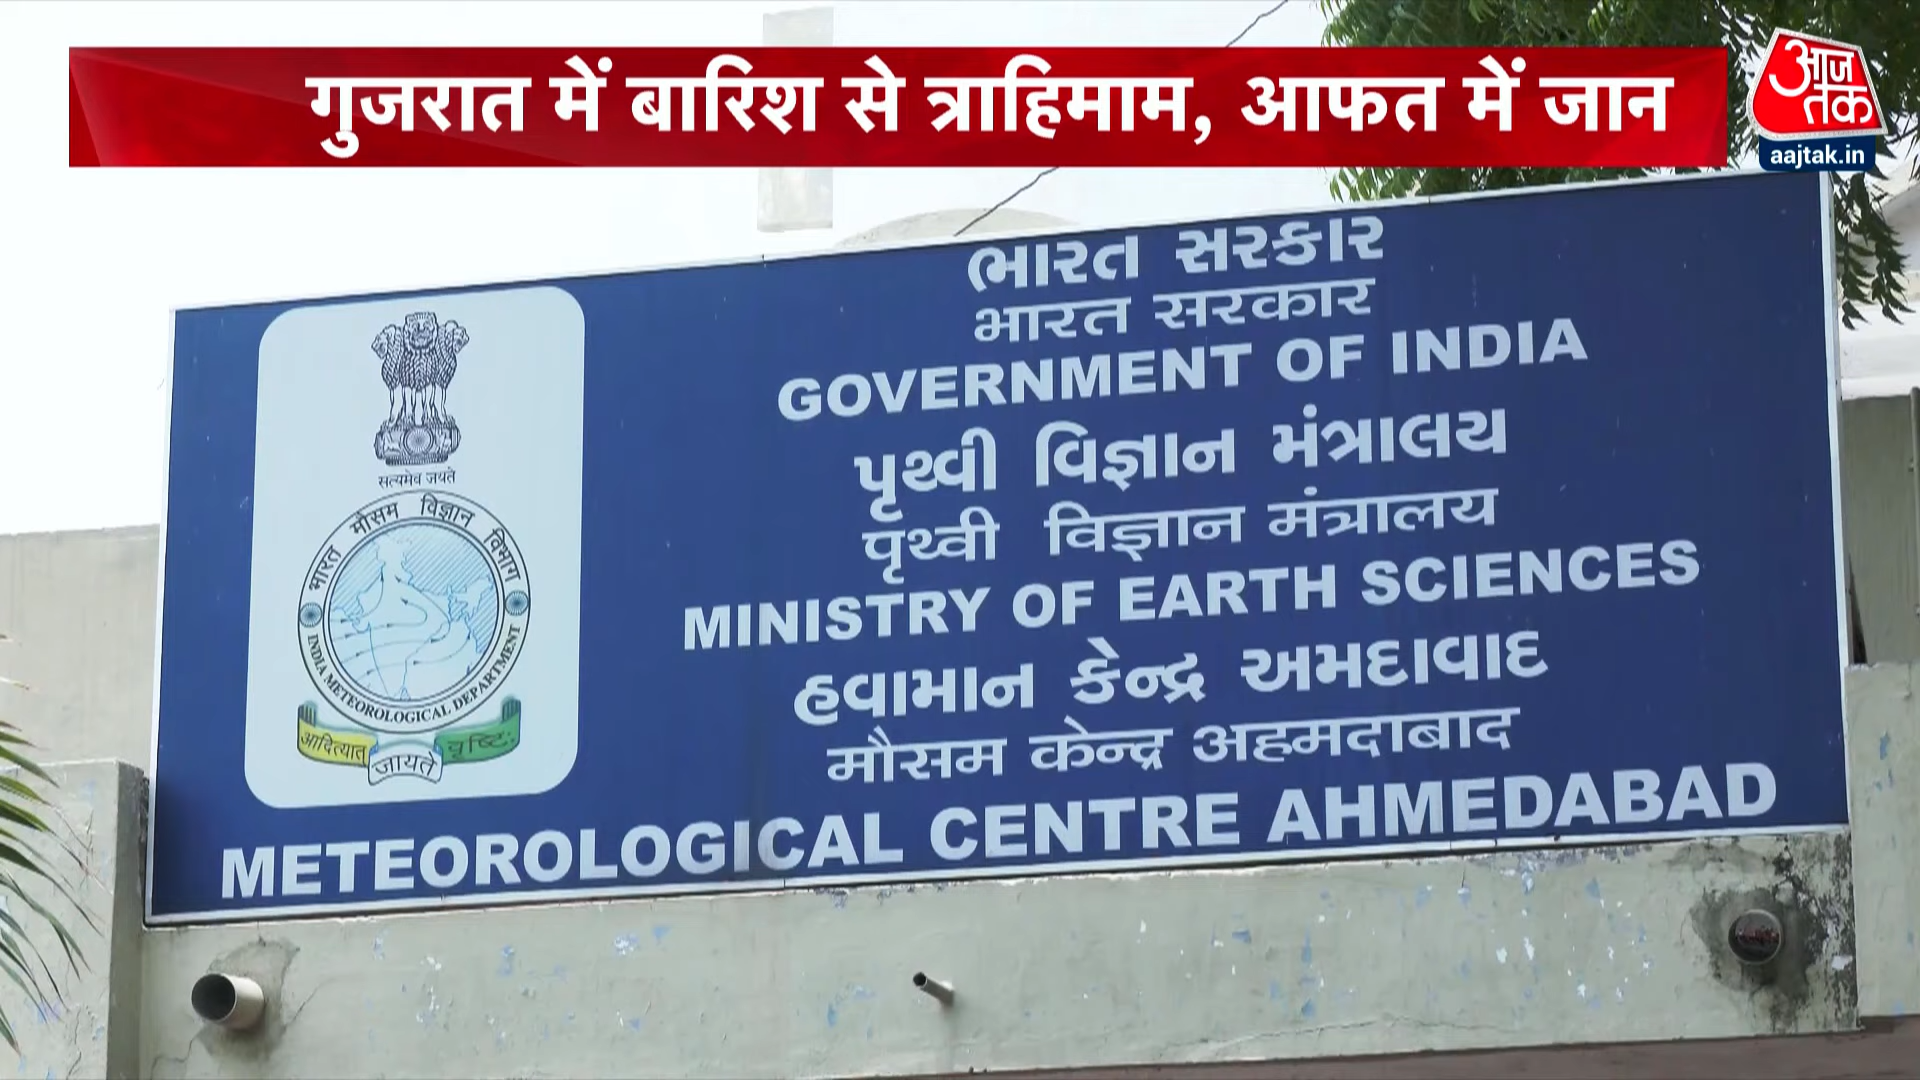 गुजरात में बारिश से त्राहिमाम, आफत में जान
आज
तक
aajtak.in
ભારત સરકાર
भारत सरकार
GOVERNMENT OF INDIA
પૃથ્વી વિજ્ઞાન મંત્રાલય
पृथ्वी विज्ञान मंत्रालय
MINISTRY OF EARTH SCIENCES
હવામાન કેન્દ્ર અમદાવાદ
मौसम केन्द्र अहमदाबाद
METEOROLOGICAL CENTRE AHMEDABAD
सत्यमेव जयते
भारत मौसम विज्ञान विभाग
INDIA METEOROLOGICAL DEPARTMENT
आदित्यात् जायते वृष्टिः